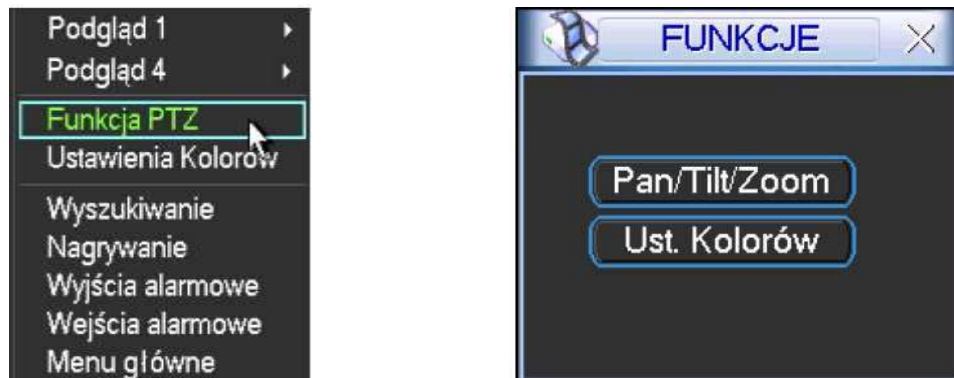 Podgląd 1
Podgląd 4
Funkcja PTZ
Ustawienia Kolorów
Wyszukiwanie
Nagrywanie
Wyjścia alarmowe
Wejścia alarmowe
Menu główne
FUNKCJE
Pan/Tilt/Zoom
Ust. Kolorów